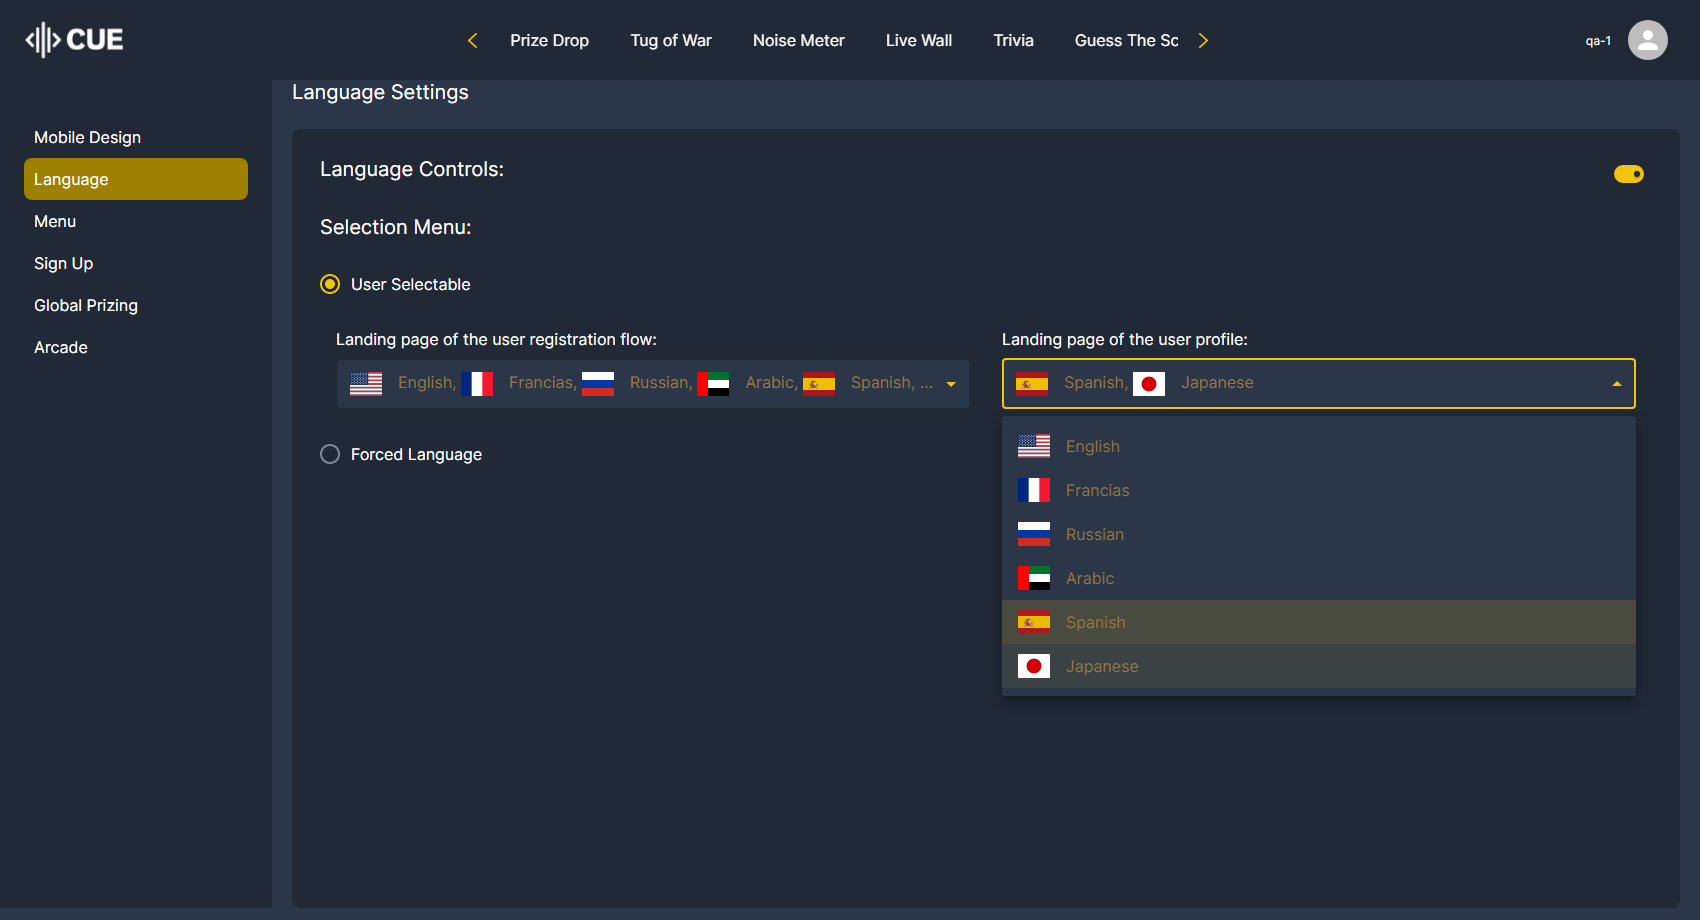 CUE
Prize Drop Tug of War Noise Meter Live Wall Trivia Guess The Sc
qa-1
Mobile Design
Language
Menu
Sign Up
Global Prizing
Arcade
Language Settings
Language Controls:
Selection Menu:
User Selectable
Landing page of the user registration flow:
English, Francias, Russian, Arabic, Spanish, ...
Forced Language
Landing page of the user profile:
Spanish, Japanese
English
Francias
Russian
Arabic
Spanish
Japanese